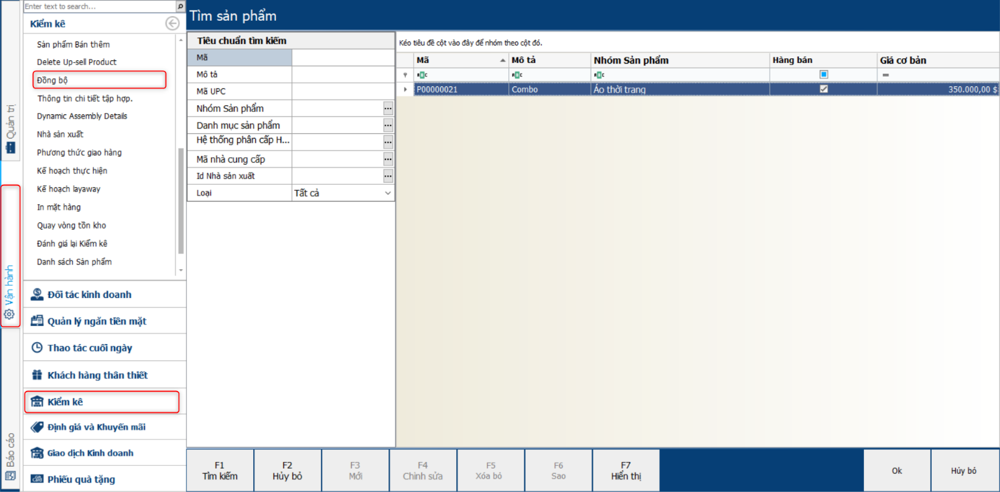 Enter text to search...
Kiểm kê
Sản phẩm Bán thêm
Delete Up-sell Product
Đồng bộ
Thông tin chi tiết tập hợp.
Dynamic Assembly Details
Nhà sản xuất
Phương thức giao hàng
Kế hoạch thực hiện
Kế hoạch layaway
In mặt hàng
Quay vòng tồn kho
Đánh giá lại Kiểm kê
Danh sách Sản phẩm
Đối tác kinh doanh
Quản lý ngăn tiền mặt
Thao tác cuối ngày
Khách hàng thân thiết
Kiểm kê
Định giá và Khuyến mãi
Giao dịch Kinh doanh
Phiếu quà tặng
Quản trị
Vận hành
Báo cáo
Tìm sản phẩm
Tiêu chuẩn tìm kiếm
Mã
Mô tả
Mã UPC
Nhóm Sản phẩm ...
Danh mục sản phẩm ...
Hệ thống phân cấp H... ...
Mã nhà cung cấp ...
Id Nhà sản xuất ...
Loại Tất cả
Kéo tiêu đề cột vào đây để nhóm theo cột đó.
Mã Mô tả Nhóm Sản phẩm Hàng bán Giá cơ bản
=
P00000021 Combo Áo thời trang 350.000,00 $
F1 Tìm kiếm
F2 Hủy bỏ
F3 Mới
F4 Chỉnh sửa
F5 Xóa bỏ
F6 Sao
F7 Hiển thị
Ok
Hủy bỏ